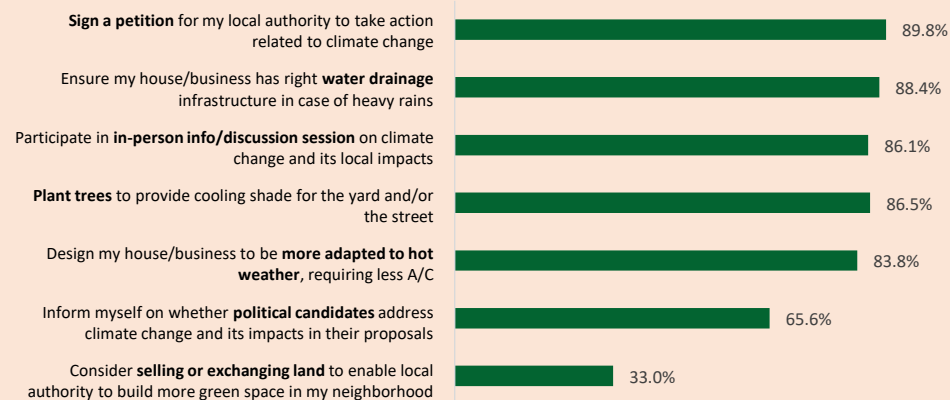 Sign a petition for my local authority to take action
related to climate change
89.8%
Ensure my house/business has right water drainage
infrastructure in case of heavy rains
88.4%
Participate in in-person info/discussion session on climate
change and its local impacts
86.1%
Plant trees to provide cooling shade for the yard and/or
the street
86.5%
Design my house/business to be more adapted to hot
weather, requiring less A/C
83.8%
Inform myself on whether political candidates address
climate change and its impacts in their proposals
65.6%
Consider selling or exchanging land to enable local
authority to build more green space in my neighborhood
33.0%